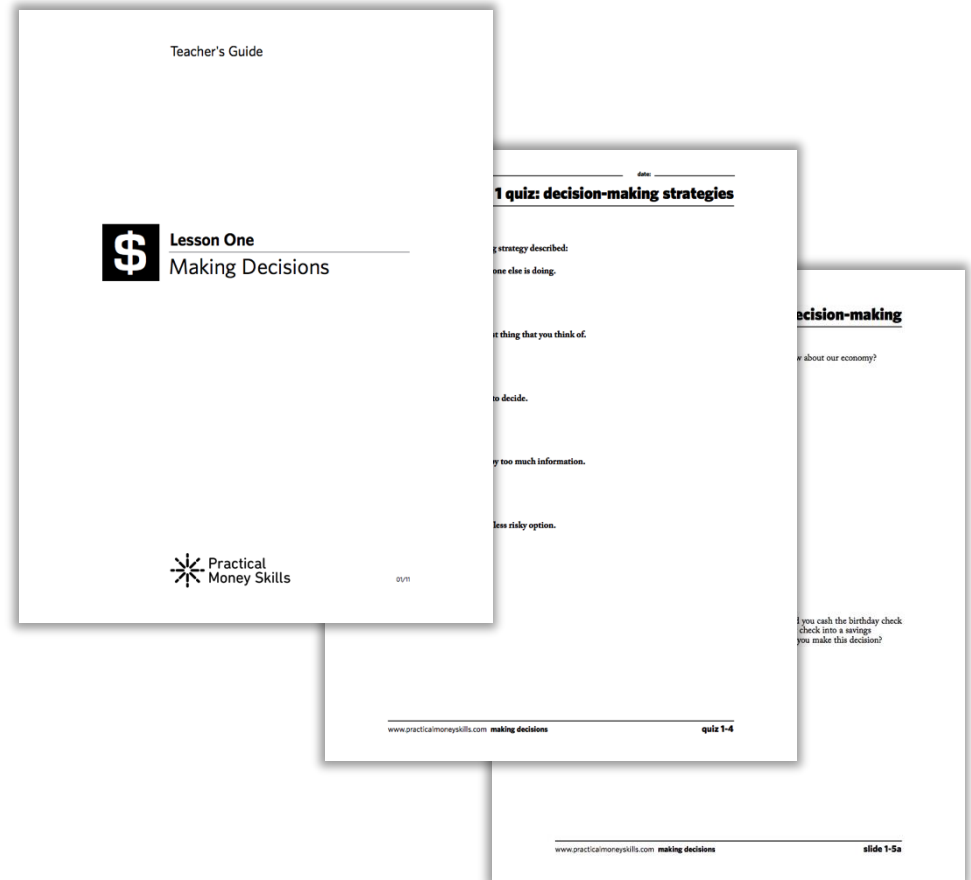 Teacher's Guide
$
Lesson One
Making Decisions
Practical
Money Skills
01/11
date:
1 quiz: decision-making strategies
g strategy described:
one else is doing.
st thing that you think of.
to decide.
by too much information.
less risky option.
www.practicalmoneyskills.com making decisions
quiz 1-4
ecision-making
w about our economy?
d you cash the birthday check
check into a savings
you make this decision?
www.practicalmoneyskills.com making decisions
slide 1-5a